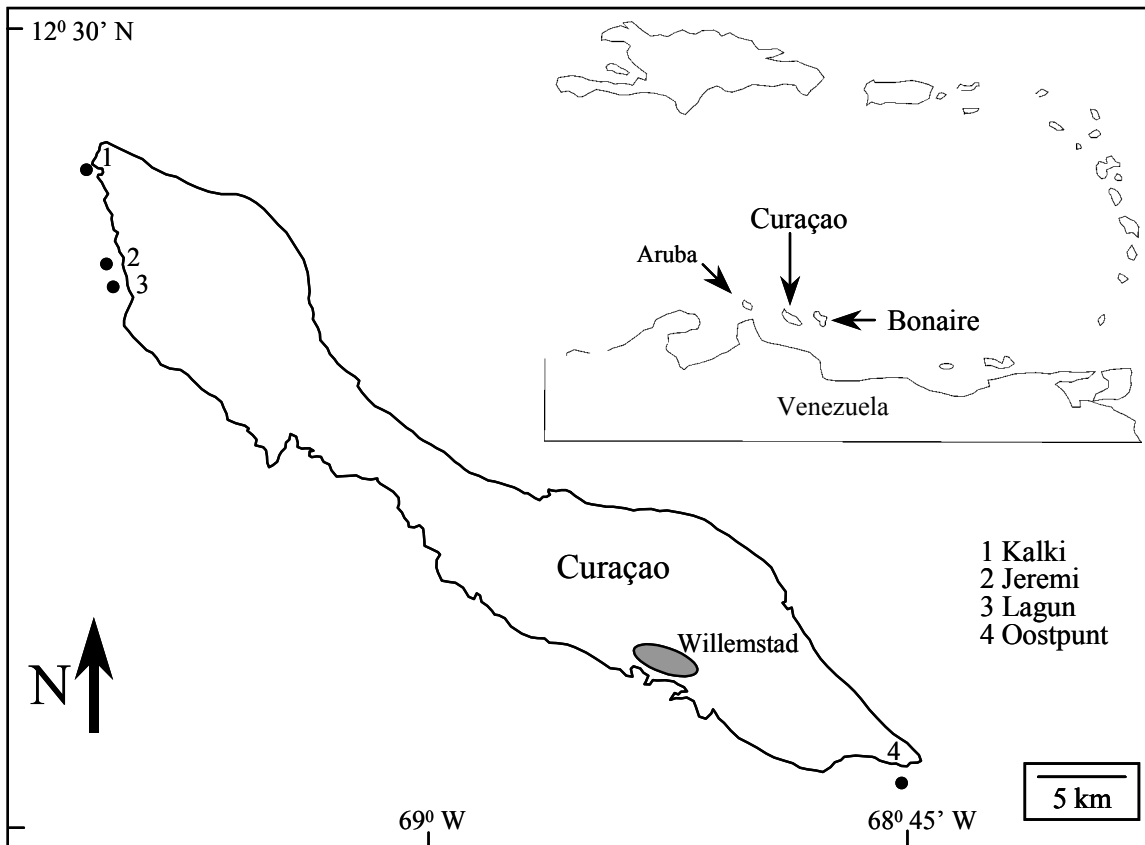 12⁰ 30’ N
1
2
3
Curaçao
Aruba
Bonaire
Venezuela
Curaçao
1 Kalki
2 Jeremi
3 Lagun
4 Oostpunt
Willemstad
N
4
5 km
69⁰ W
68⁰ 45’ W